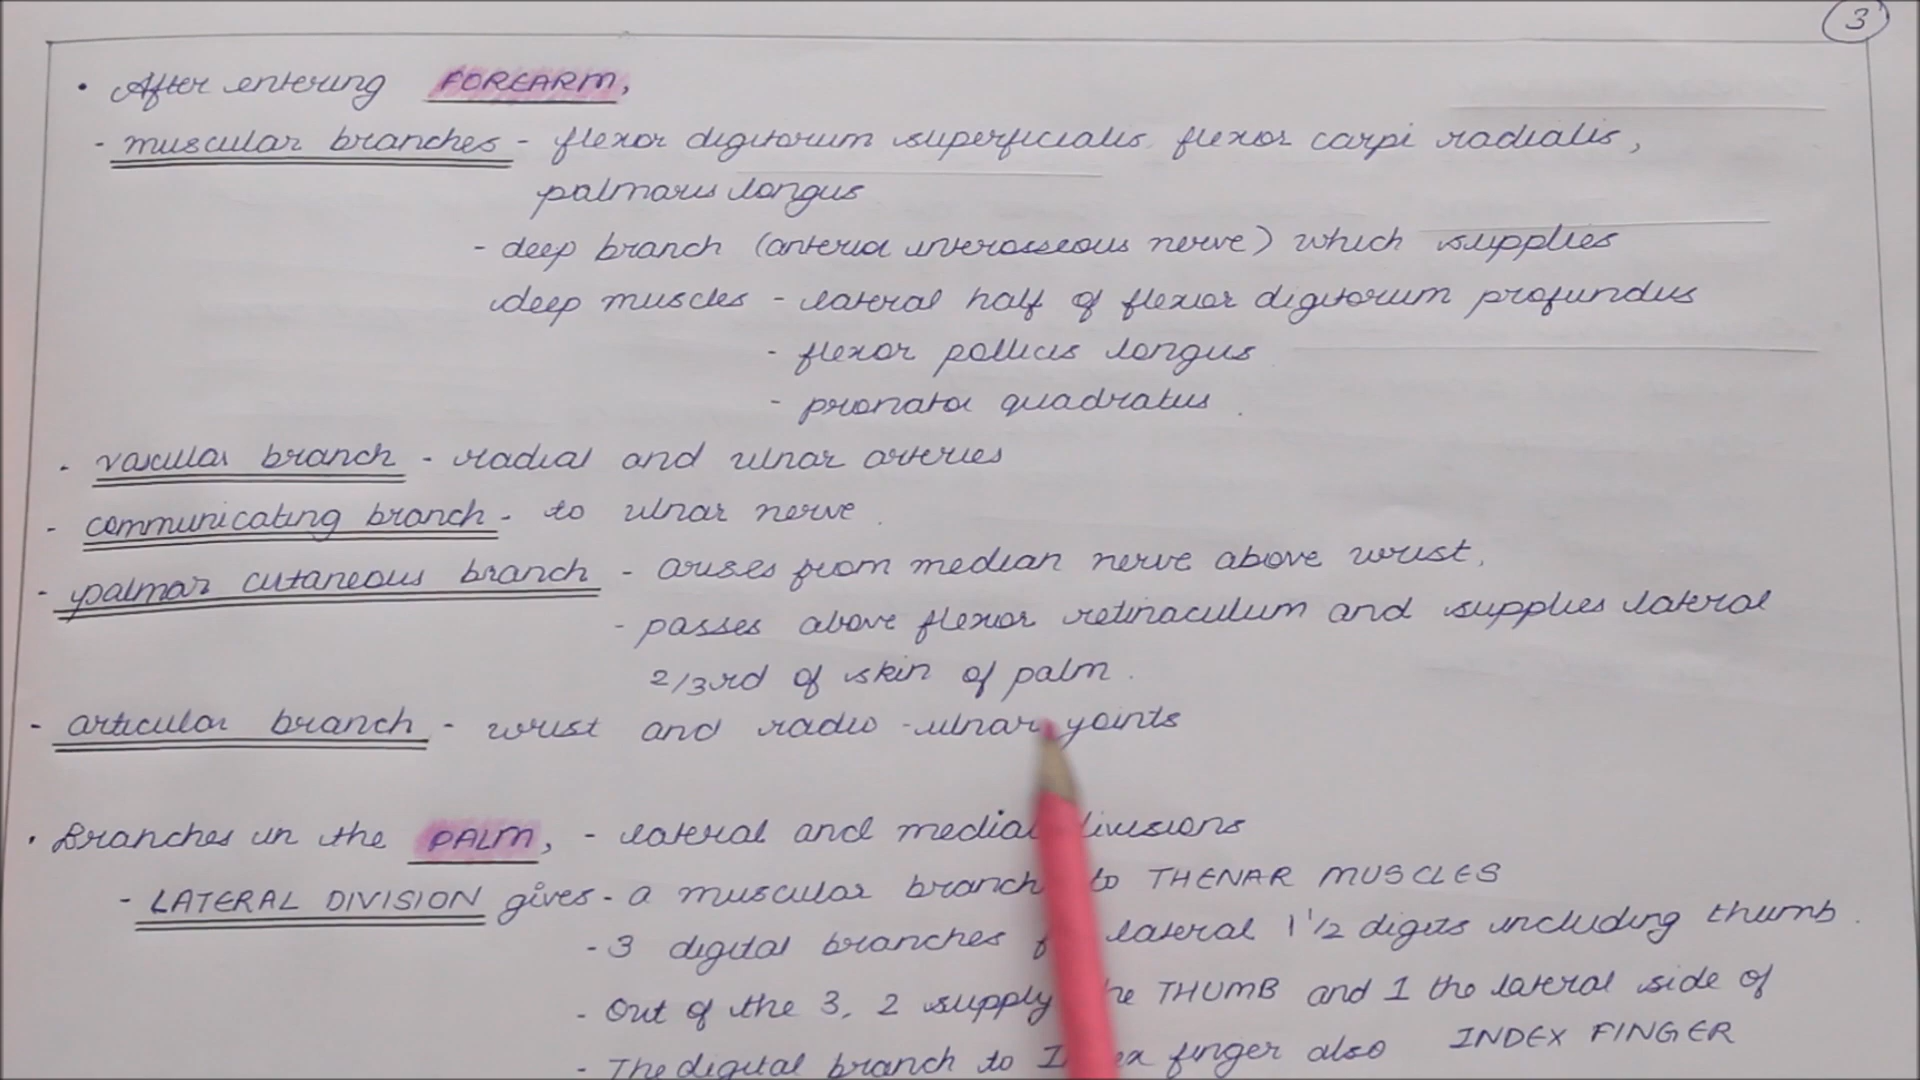 3
• After entering FOREARM,
- muscular branches - flexor digitorum superficialis, flexor carpi radialis,
palmaris longus
- deep branch (anterior interosseous nerve) which supplies
deep muscles - lateral half of flexor digitorum profundus
- flexor pollicis longus
- pronator quadratus.
- vascular branch - radial and ulnar arteries
- communicating branch - to ulnar nerve.
- palmar cutaneous branch - arises from median nerve above wrist,
- passes above flexor retinaculum and supplies lateral
2/3rd of skin of palm.
- articular branch - wrist and radio-ulnar joints
• Branches in the PALM, - lateral and medial divisions
- LATERAL DIVISION gives - a muscular branch to THENAR MUSCLES
- 3 digital branches lateral 1 1/2 digits including thumb.
- Out of the 3, 2 supply THUMB and 1 the lateral side of
INDEX FINGER
- The digital branch to finger also